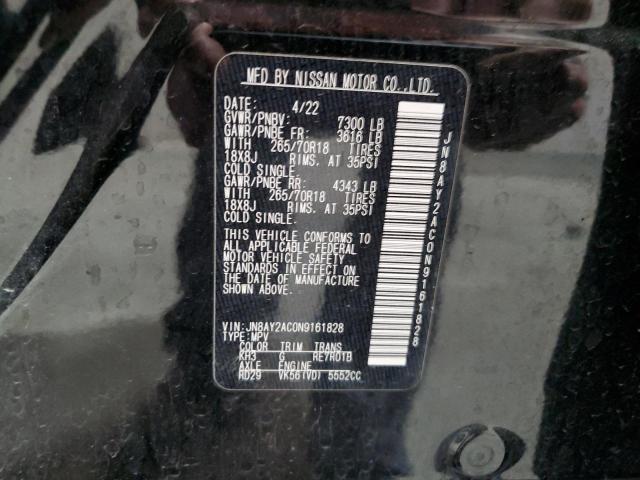 MFD BY NISSAN MOTOR CO.,LTD.
DATE: 4/22
GVWR/PNBV: 7300 LB
GAWR/PNBE FR: 3616 LB
WITH 265/70R18 TIRES
18X8J RIMS. AT 35PSI
COLD SINGLE.
GAWR/PNBE RR: 4343 LB
WITH 265/70R18 TIRES
18X8J RIMS. AT 35PSI
COLD SINGLE.
THIS VEHICLE CONFORMS TO
ALL APPLICABLE FEDERAL
MOTOR VEHICLE SAFETY
STANDARDS IN EFFECT ON
THE DATE OF MANUFACTURE
SHOWN ABOVE.
VIN:JN8AY2AC0N9161828
TYPE:MPV
COLOR TRIM TRANS
KH3 G RE7R01B
AXLE ENGINE
RD29 VK56(VD) 5552CC
JN8AY2AC0N9161828